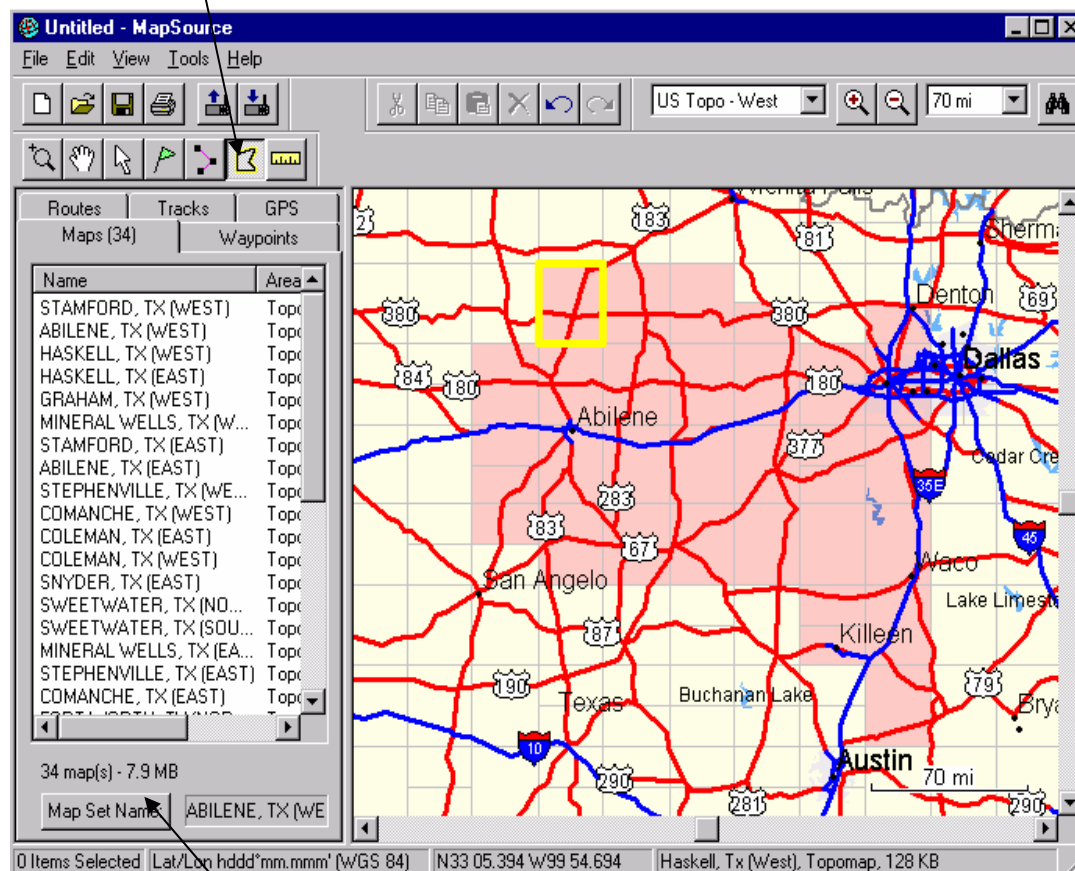 Untitled - MapSource
File Edit View Tools Help
US Topo - West
70 mi
Routes Tracks GPS
Maps (34) Waypoints
Name Area
STAMFORD, TX (WEST) Topo
ABILENE, TX (WEST) Topo
HASKELL, TX (WEST) Topo
HASKELL, TX (EAST) Topo
GRAHAM, TX (WEST) Topo
MINERAL WELLS, TX (W... Topo
STAMFORD, TX (EAST) Topo
ABILENE, TX (EAST) Topo
STEPHENVILLE, TX (WE... Topo
COMANCHE, TX (WEST) Topo
COLEMAN, TX (EAST) Topo
COLEMAN, TX (WEST) Topo
SNYDER, TX (EAST) Topo
SWEETWATER, TX (NO... Topo
SWEETWATER, TX (SOU... Topo
MINERAL WELLS, TX (EA... Topo
STEPHENVILLE, TX (EAST) Topo
COMANCHE, TX (EAST) Topo
34 map(s) - 7.9 MB
Map Set Name ABILENE, TX (WE
Wichita Falls
183
81
Sherma
Denton
69
380
380
Dallas
84
180
180
Abilene
377
Cedar Cre
283
35E
83
67
45
San Angelo
Waco
Lake Limest
87
Killeen
190
Texas
Buchanan Lake
79
Brya
10
Austin
290
70 mi
281
290
0 Items Selected Lat/Lon hddd°mm.mmm' (WGS 84) N33 05.394 W99 54.694 Haskell, Tx (West), Topomap, 128 KB